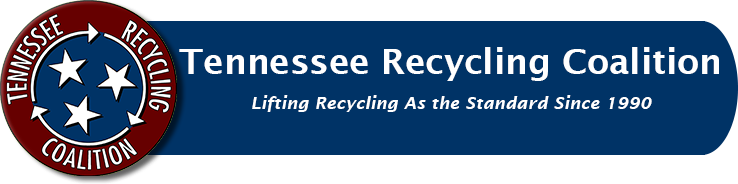 TENNESSEE RECYCLING COALITION
Tennessee Recycling Coalition
Lifting Recycling As the Standard Since 1990